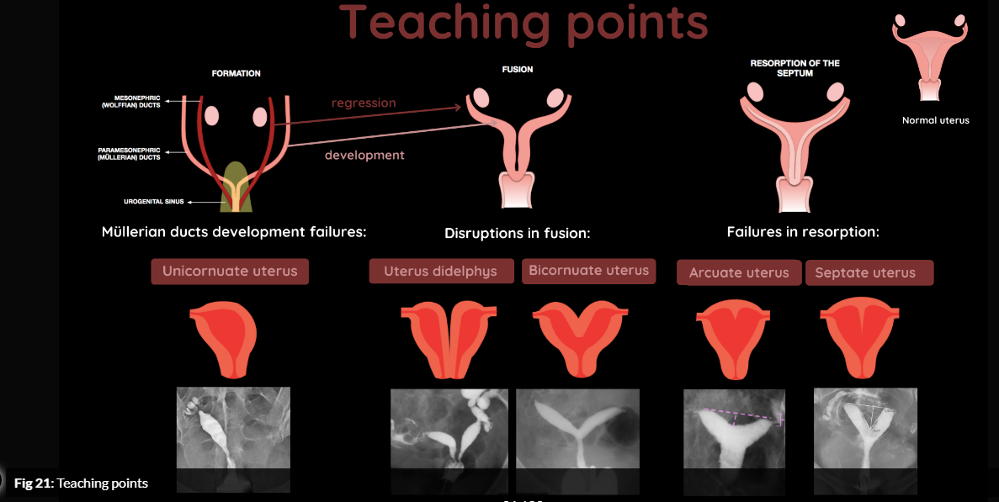 Teaching points
FORMATION
MESONEPHRIC
(WOLFFIAN) DUCTS
PARAMESONEPHRIC
(MÜLLERIAN) DUCTS
UROGENITAL SINUS
regression
development
FUSION
RESORPTION OF THE
SEPTUM
Normal uterus
Müllerian ducts development failures:
Disruptions in fusion:
Failures in resorption:
Unicornuate uterus
Uterus didelphys
Bicornuate uterus
Arcuate uterus
Septate uterus
Fig 21: Teaching points